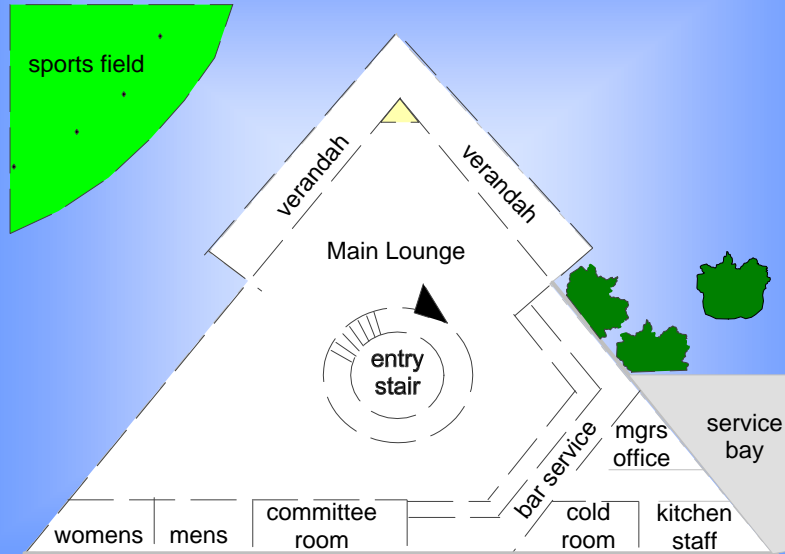 sports field
verandah
verandah
Main Lounge
entry
stair
service
bay
mgrs
office
bar service
womens
mens
committee
room
cold
room
kitchen
staff